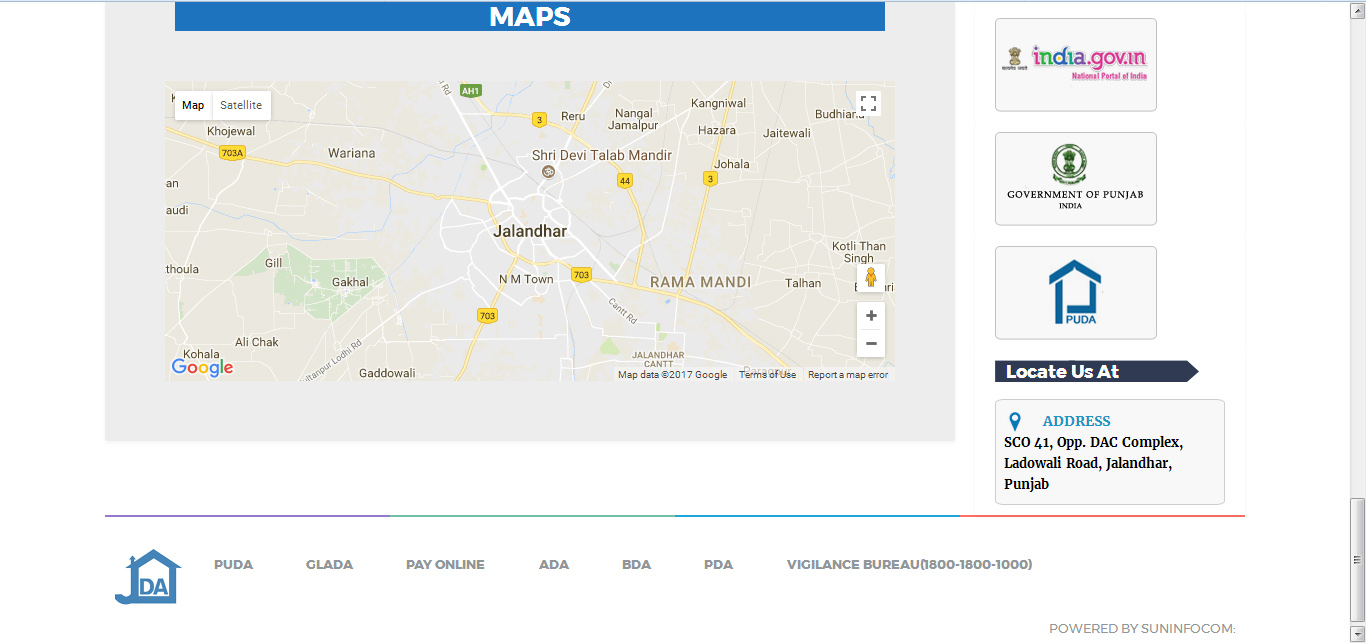 MAPS
Map Satellite
AH1
Rd
3
Reru
Nangal
Jamalpur
Kangniwal
Hazara
Budhiana
Jaitewali
Khojewal
703A
Wariana
Shri Devi Talab Mandir
Johala
44
3
an
audi
Jalandhar
Kotli Than
Singh
thoula
Gill
Gakhal
N M Town
703
RAMA MANDI
Talhan
703
Cantt Rd
Ali Chak
Kohala
ltanpur Lodhi Rd
Gaddowali
JALANDHAR
CANTT
Google
Map data ©2017 Google Terms of Use Report a map error
india.gov.in
National Portal of India
GOVERNMENT OF PUNJAB
INDIA
PUDA
Locate Us At
ADDRESS
SCO 41, Opp. DAC Complex,
Ladowali Road, Jalandhar,
Punjab
JDA
PUDA GLADA PAY ONLINE ADA BDA PDA VIGILANCE BUREAU(1800-1800-1000)
POWERED BY SUNINFOCOM: